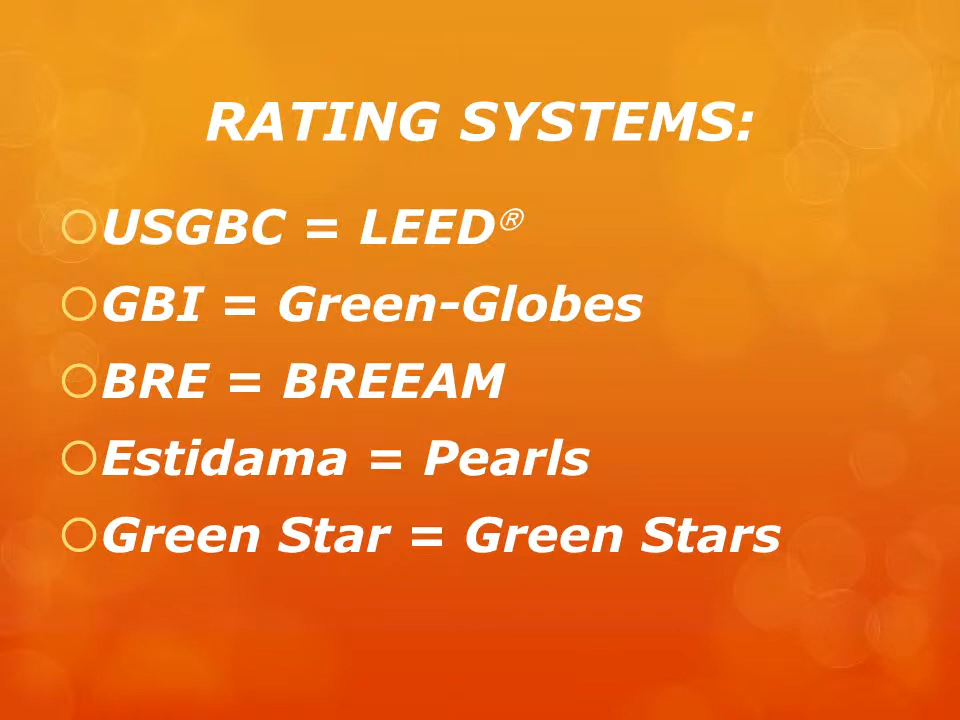 RATING SYSTEMS:
USGBC = LEED®
GBI = Green-Globes
BRE = BREEAM
Estidama = Pearls
Green Star = Green Stars